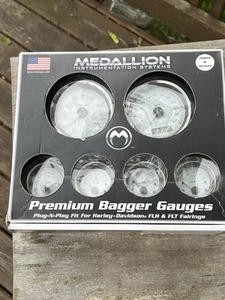 MEDALLION
INSTRUMENTATION SYSTEMS
Premium Bagger Gauges
Plug-N-Play Fit For Harley-Davidson® FLH & FLT Fairings